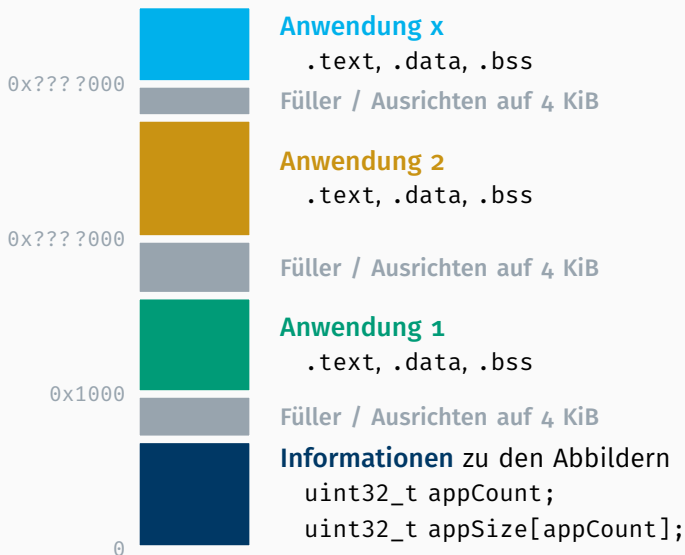 Anwendung x
.text, .data, .bss
0x????000
Füller / Ausrichten auf 4 KiB
Anwendung 2
.text, .data, .bss
0x????000
Füller / Ausrichten auf 4 KiB
Anwendung 1
.text, .data, .bss
0x1000
Füller / Ausrichten auf 4 KiB
Informationen zu den Abbildern
uint32_t appCount;
uint32_t appSize[appCount];
0